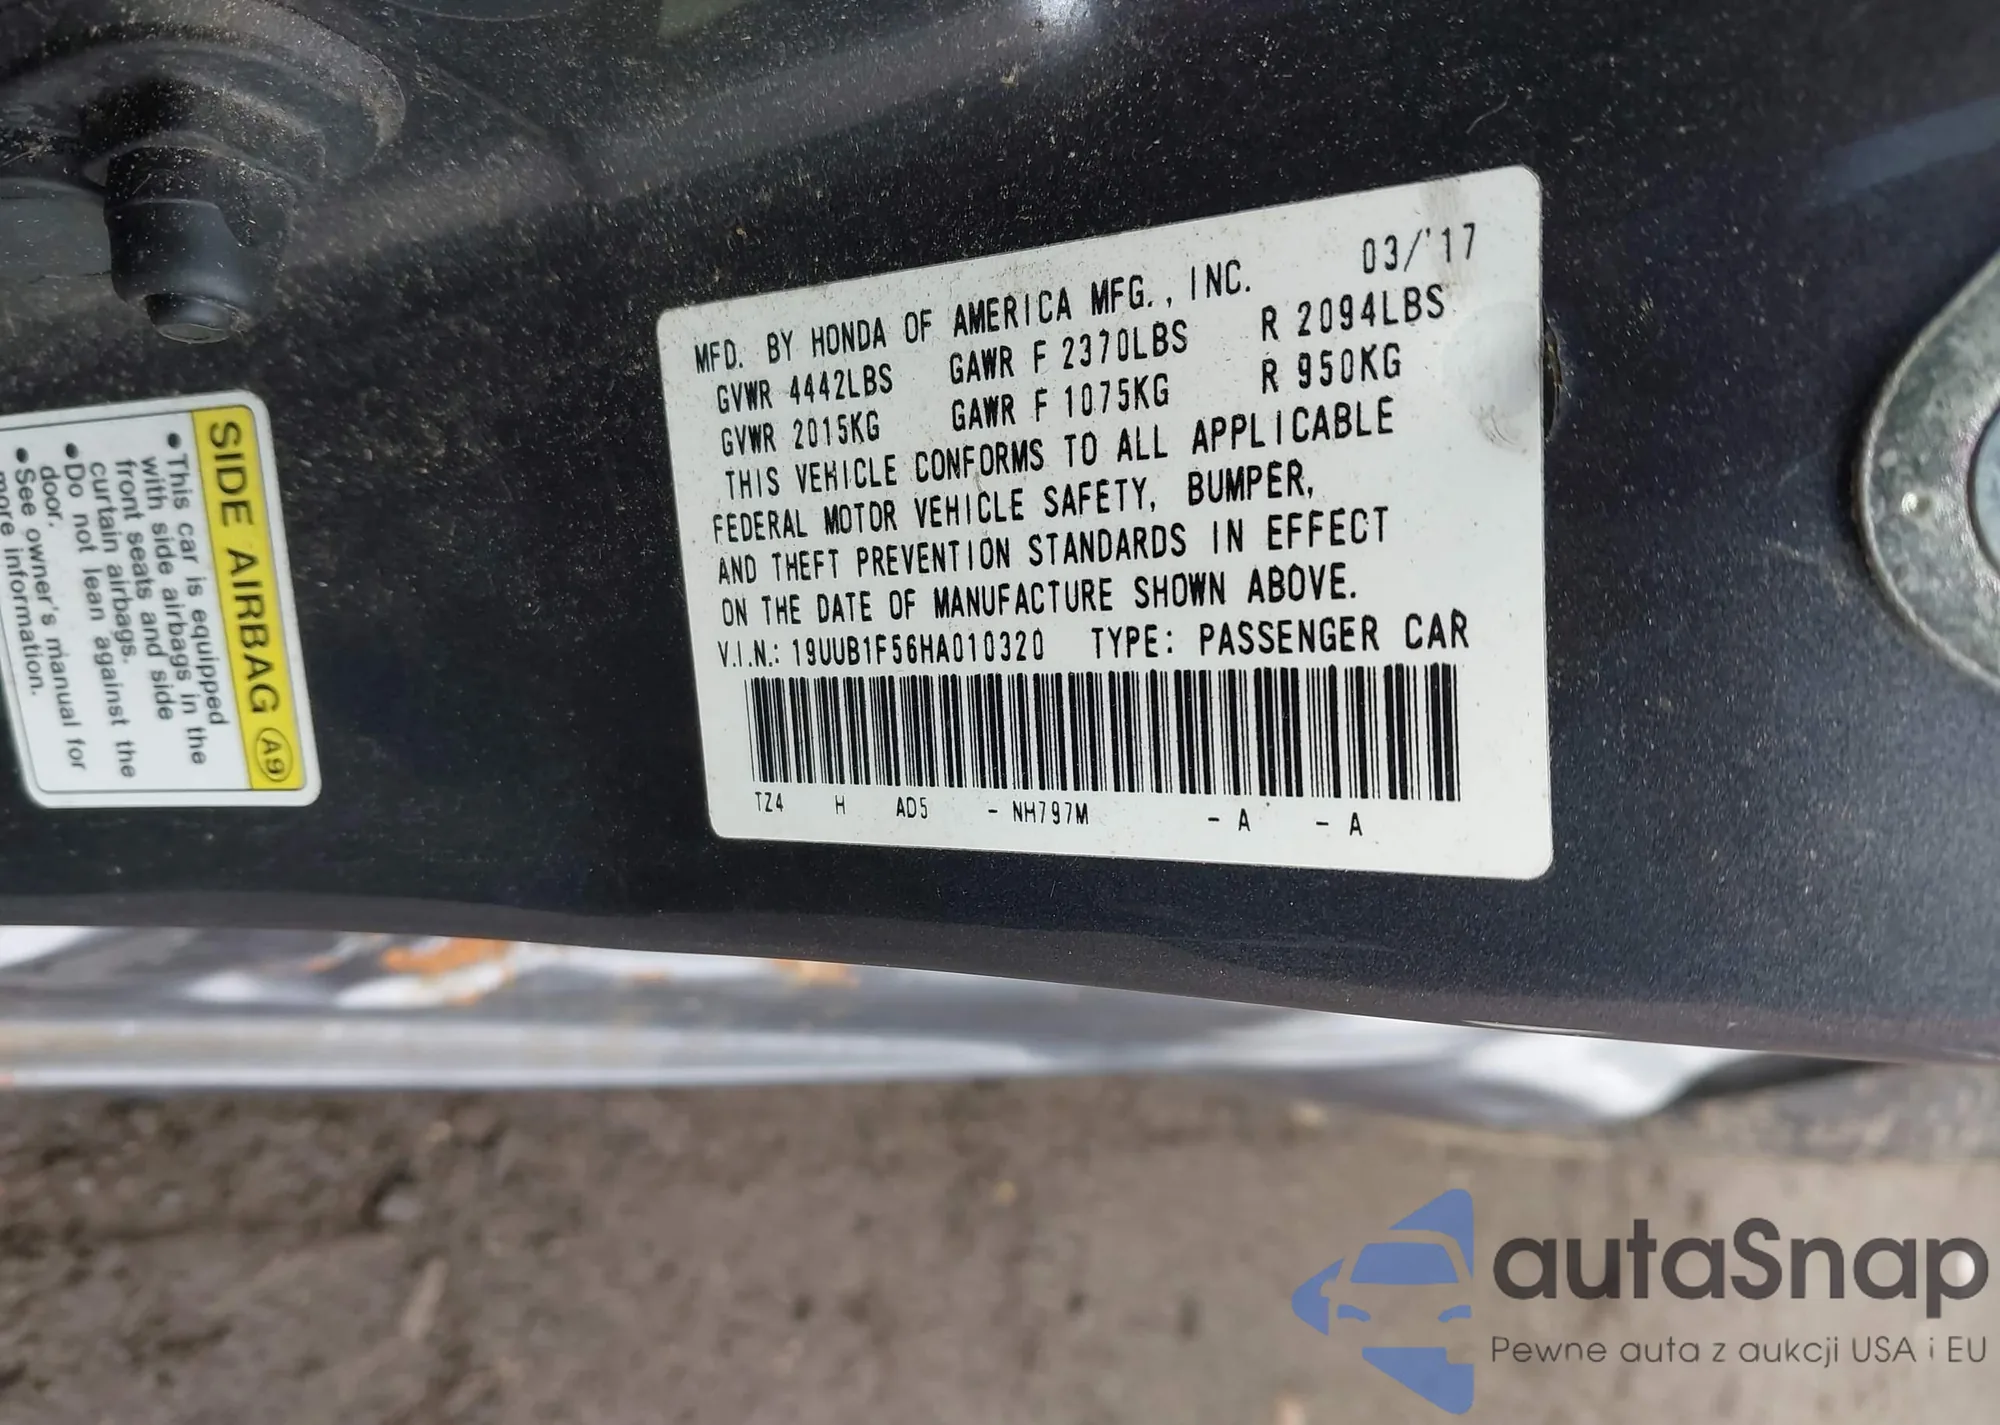 MFD. BY HONDA OF AMERICA MFG., INC. 03/'17
GVWR 4442LBS GAWR F 2370LBS R 2094LBS
GVWR 2015KG GAWR F 1075KG R 950KG
THIS VEHICLE CONFORMS TO ALL APPLICABLE
FEDERAL MOTOR VEHICLE SAFETY, BUMPER,
AND THEFT PREVENTION STANDARDS IN EFFECT
ON THE DATE OF MANUFACTURE SHOWN ABOVE.
V.I.N.: 19UUB1F56HA010320 TYPE: PASSENGER CAR
TZ4 H AD5 - NH797M - A - A
SIDE AIRBAG A9
• This car is equipped
with side airbags in the
front seats and side
curtain airbags.
• Do not lean against the
door.
• See owner's manual for
more information.
autaSnap
Pewne auta z aukcji USA i EU